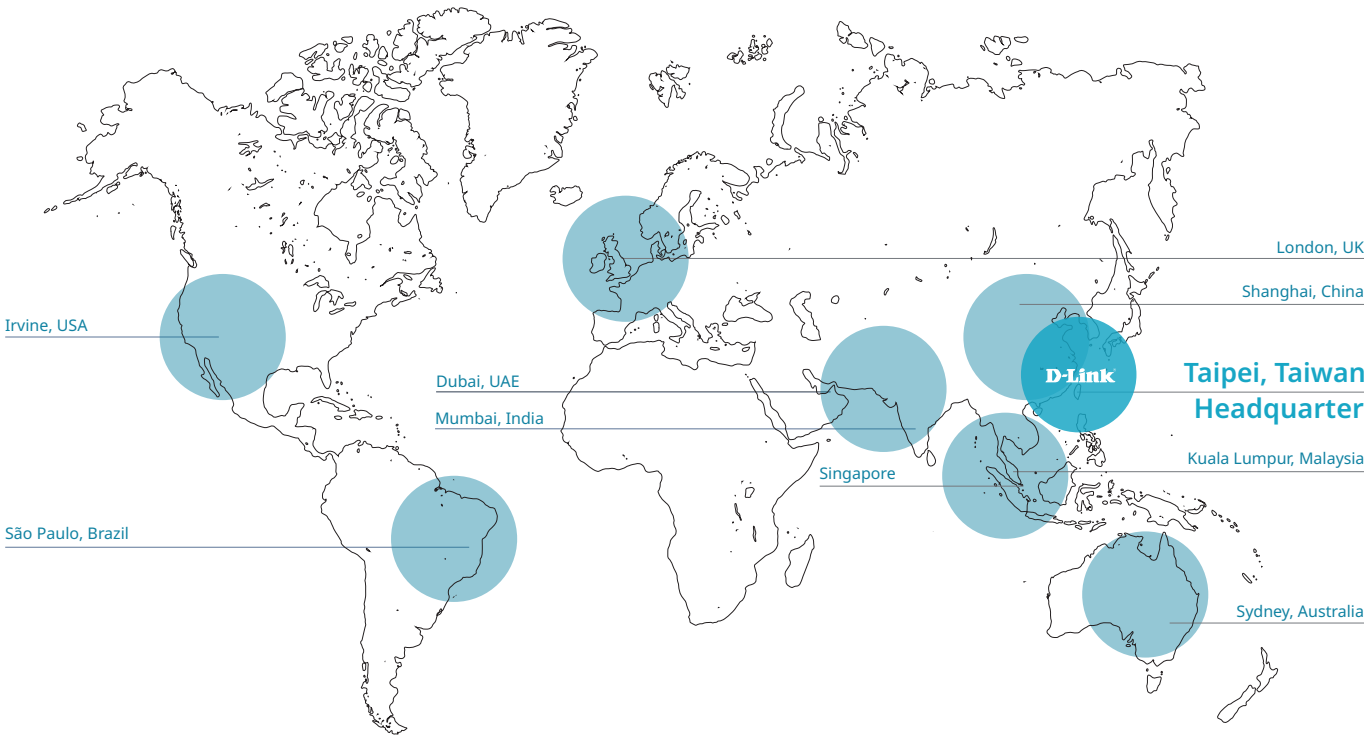 London, UK
Shanghai, China
Irvine, USA
D-Link
Taipei, Taiwan
Headquarter
Dubai, UAE
Mumbai, India
Kuala Lumpur, Malaysia
Singapore
São Paulo, Brazil
Sydney, Australia